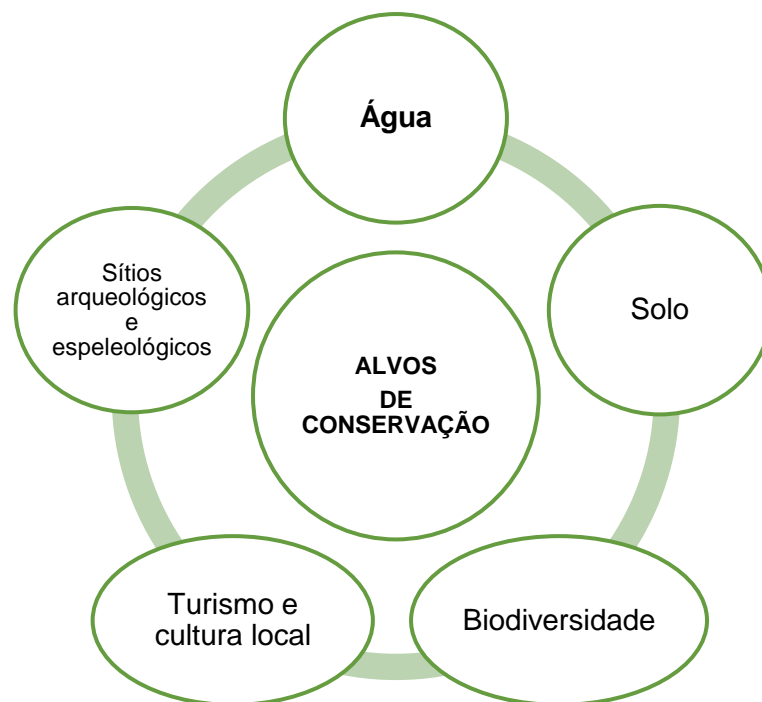 Água
Solo
Biodiversidade
Turismo e
cultura local
Sítios
arqueológicos
e
espeleológicos
ALVOS
DE
CONSERVAÇÃO